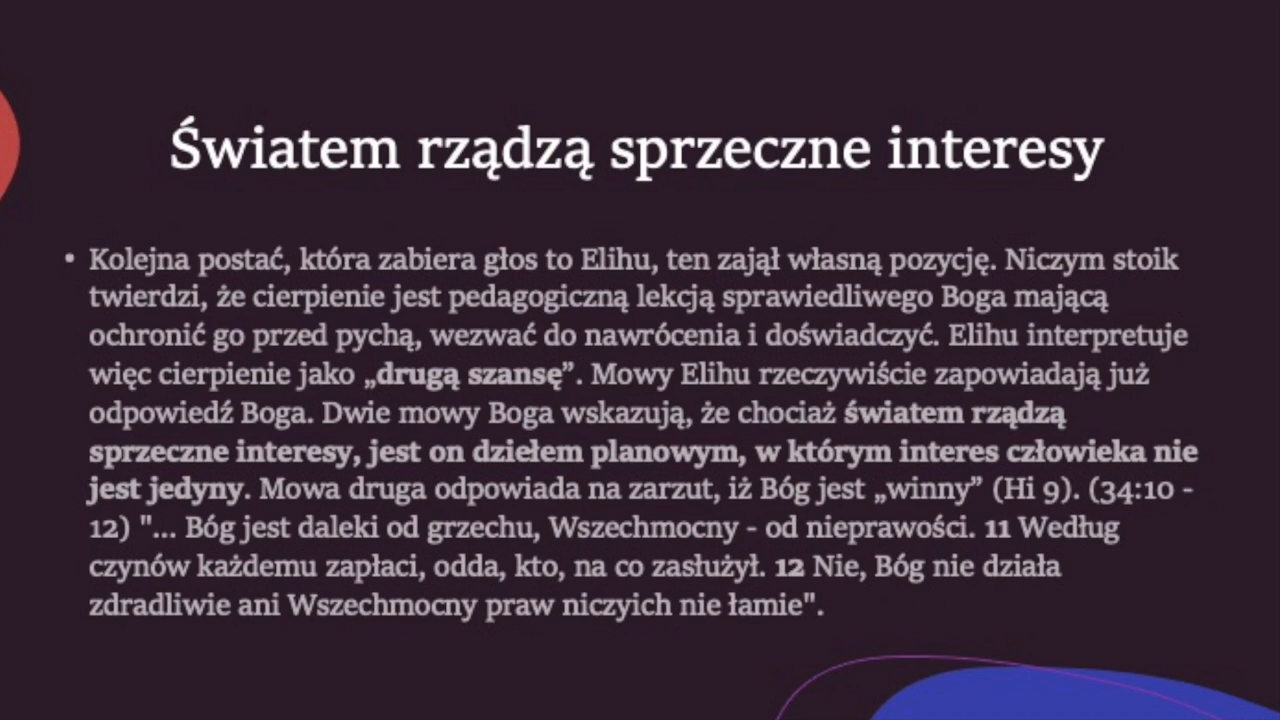 Światem rządzą sprzeczne interesy
• Kolejna postać, która zabiera głos to Elihu, ten zajął własną pozycję. Niczym stoik
twierdzi, że cierpienie jest pedagogiczną lekcją sprawiedliwego Boga mającą
ochronić go przed pychą, wezwać do nawrócenia i doświadczyć. Elihu interpretuje
więc cierpienie jako „drugą szansę”. Mowy Elihu rzeczywiście zapowiadają już
odpowiedź Boga. Dwie mowy Boga wskazują, że chociaż światem rządzą
sprzeczne interesy, jest on dziełem planowym, w którym interes człowieka nie
jest jedyny. Mowa druga odpowiada na zarzut, iż Bóg jest „winny” (Hi 9). (34:10 -
12) "... Bóg jest daleki od grzechu, Wszechmocny - od nieprawości. 11 Według
czynów każdemu zapłaci, odda, kto, na co zasłużył. 12 Nie, Bóg nie działa
zdradliwie ani Wszechmocny praw niczyich nie łamie".